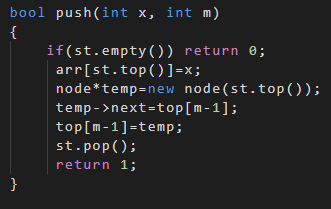 bool push(int x, int m)
{
if(st.empty()) return 0;
arr[st.top()]=x;
node*temp=new node(st.top());
temp->next=top[m-1];
top[m-1]=temp;
st.pop();
return 1;
}